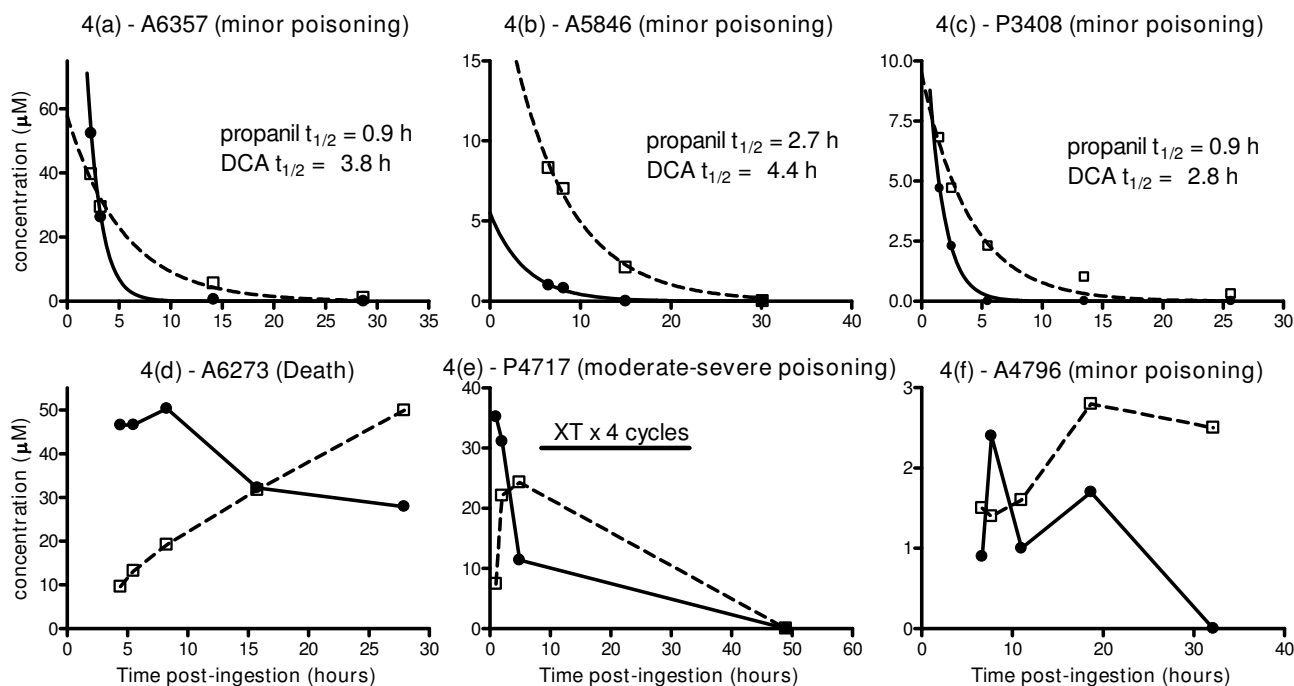 4(a) - A6357 (minor poisoning)
4(b) - A5846 (minor poisoning)
4(c) - P3408 (minor poisoning)
concentration (μM)
60
40
20
0
0 5 10 15 20 25 30 35
propanil t1/2 = 0.9 h
DCA t1/2 = 3.8 h
15
10
5
0
0 10 20 30 40
propanil t1/2 = 2.7 h
DCA t1/2 = 4.4 h
10.0
7.5
5.0
2.5
0.0
0 5 10 15 20 25 30
propanil t1/2 = 0.9 h
DCA t1/2 = 2.8 h
4(d) - A6273 (Death)
4(e) - P4717 (moderate-severe poisoning)
4(f) - A4796 (minor poisoning)
concentration (μM)
50
40
30
20
10
0
0 5 10 15 20 25 30
Time post-ingestion (hours)
40
30
20
10
0
XT x 4 cycles
0 10 20 30 40 50 60
Time post-ingestion (hours)
3
2
1
0
0 10 20 30 40
Time post-ingestion (hours)